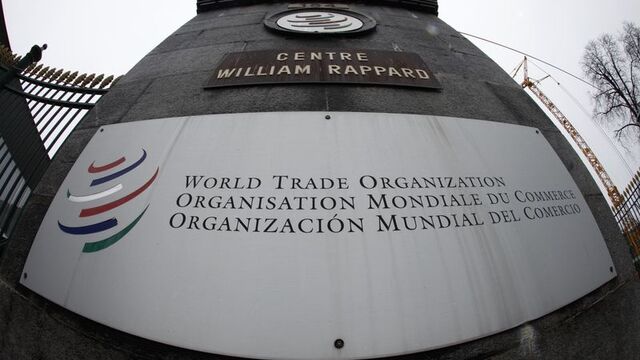 CENTRE
WILLIAM RAPPARD
WORLD TRADE ORGANIZATION
ORGANISATION MONDIALE DU COMMERCE
ORGANIZACIÓN MUNDIAL DEL COMERCIO